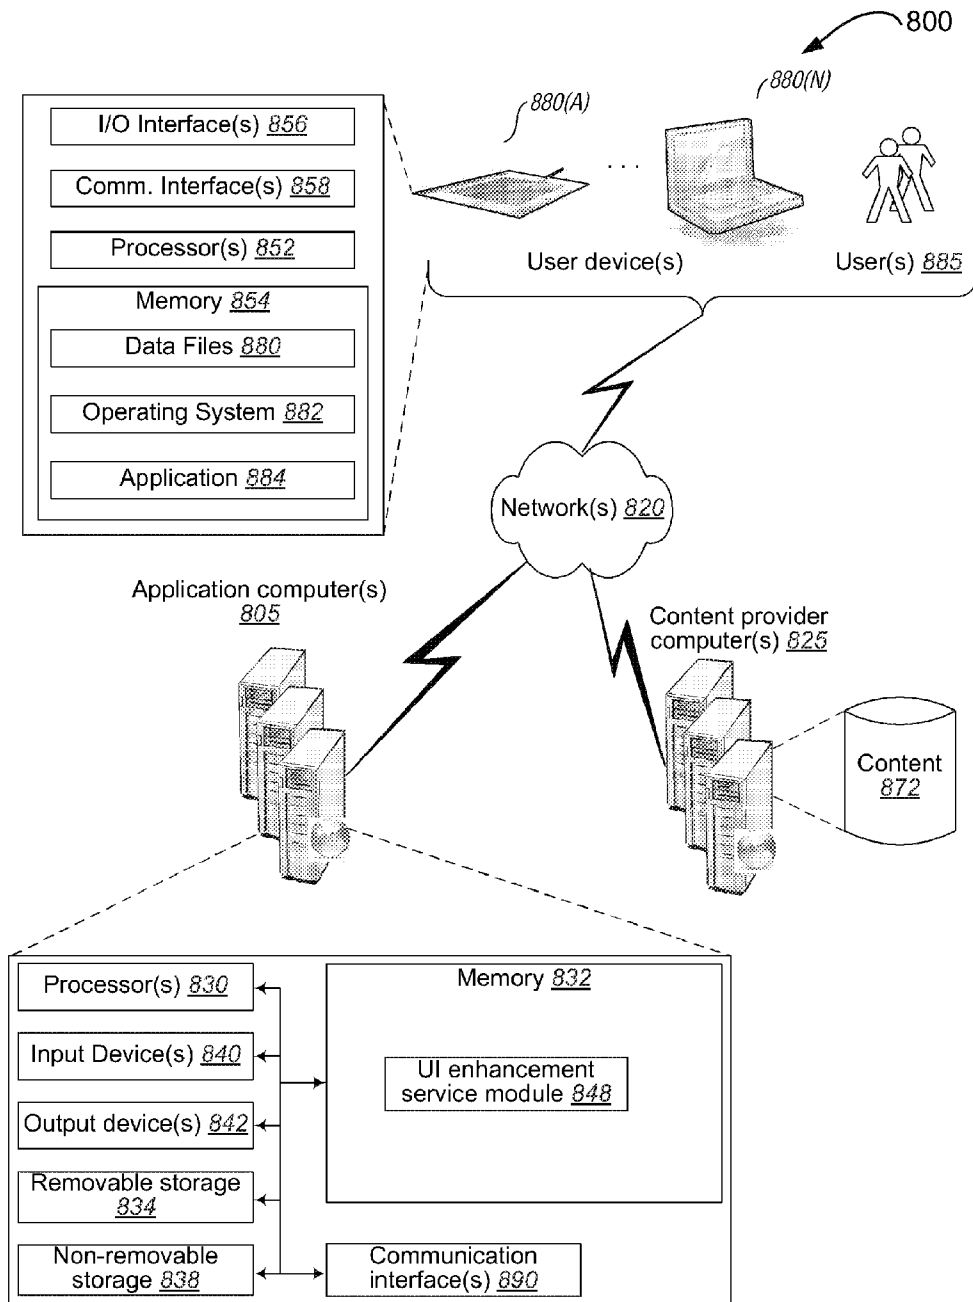 800
880(A)
880(N)
I/O Interface(s) 856
Comm. Interface(s) 858
Processor(s) 852
Memory 854
Data Files 880
Operating System 882
Application 884
. . .
User device(s)
User(s) 885
Network(s) 820
Application computer(s)
805
Content provider
computer(s) 825
Content
872
Processor(s) 830
Input Device(s) 840
Output device(s) 842
Removable storage
834
Non-removable
storage 838
Memory 832
UI enhancement
service module 848
Communication
interface(s) 890